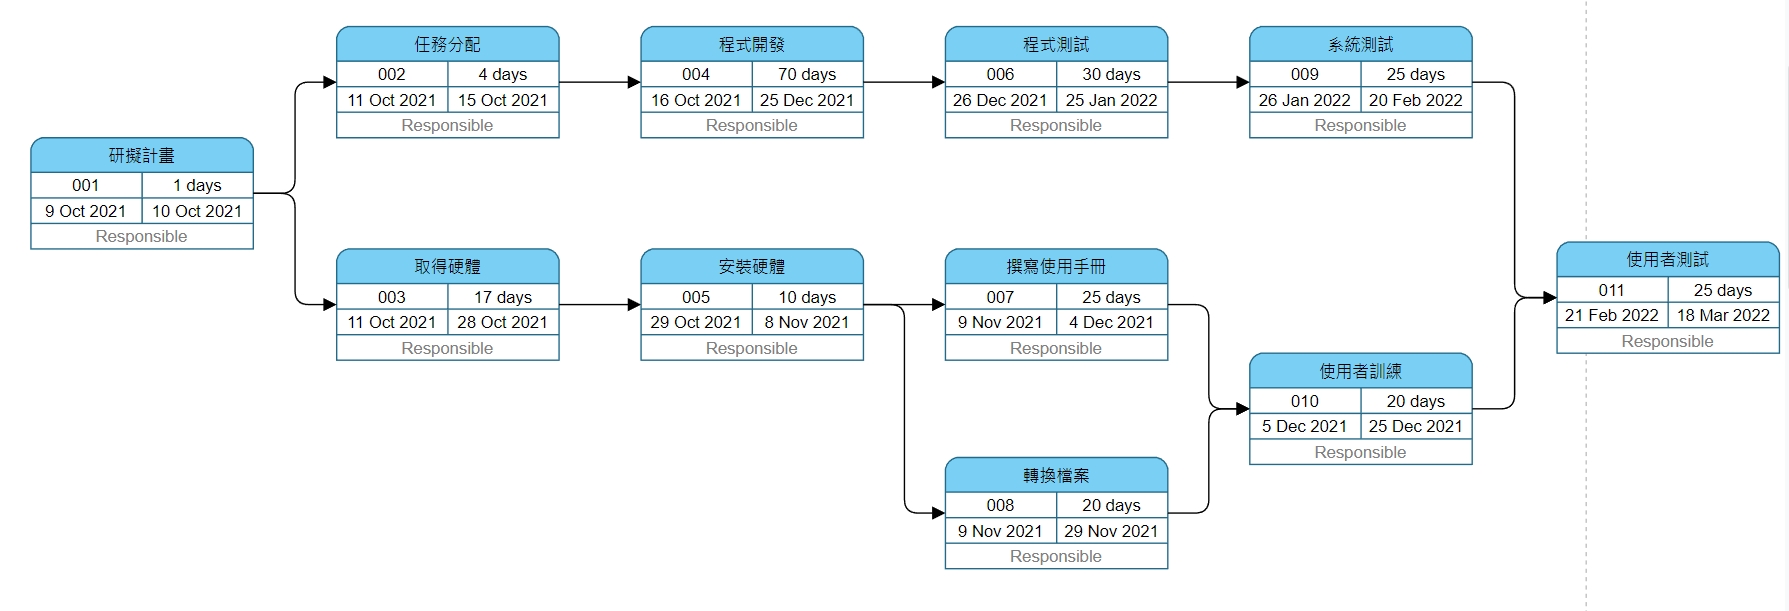 研擬計畫
001 1 days
9 Oct 2021 10 Oct 2021
Responsible
任務分配
002 4 days
11 Oct 2021 15 Oct 2021
Responsible
程式開發
004 70 days
16 Oct 2021 25 Dec 2021
Responsible
程式測試
006 30 days
26 Dec 2021 25 Jan 2022
Responsible
系統測試
009 25 days
26 Jan 2022 20 Feb 2022
Responsible
取得硬體
003 17 days
11 Oct 2021 28 Oct 2021
Responsible
安裝硬體
005 10 days
29 Oct 2021 8 Nov 2021
Responsible
撰寫使用手冊
007 25 days
9 Nov 2021 4 Dec 2021
Responsible
轉換檔案
008 20 days
9 Nov 2021 29 Nov 2021
Responsible
使用者訓練
010 20 days
5 Dec 2021 25 Dec 2021
Responsible
使用者測試
011 25 days
21 Feb 2022 18 Mar 2022
Responsible